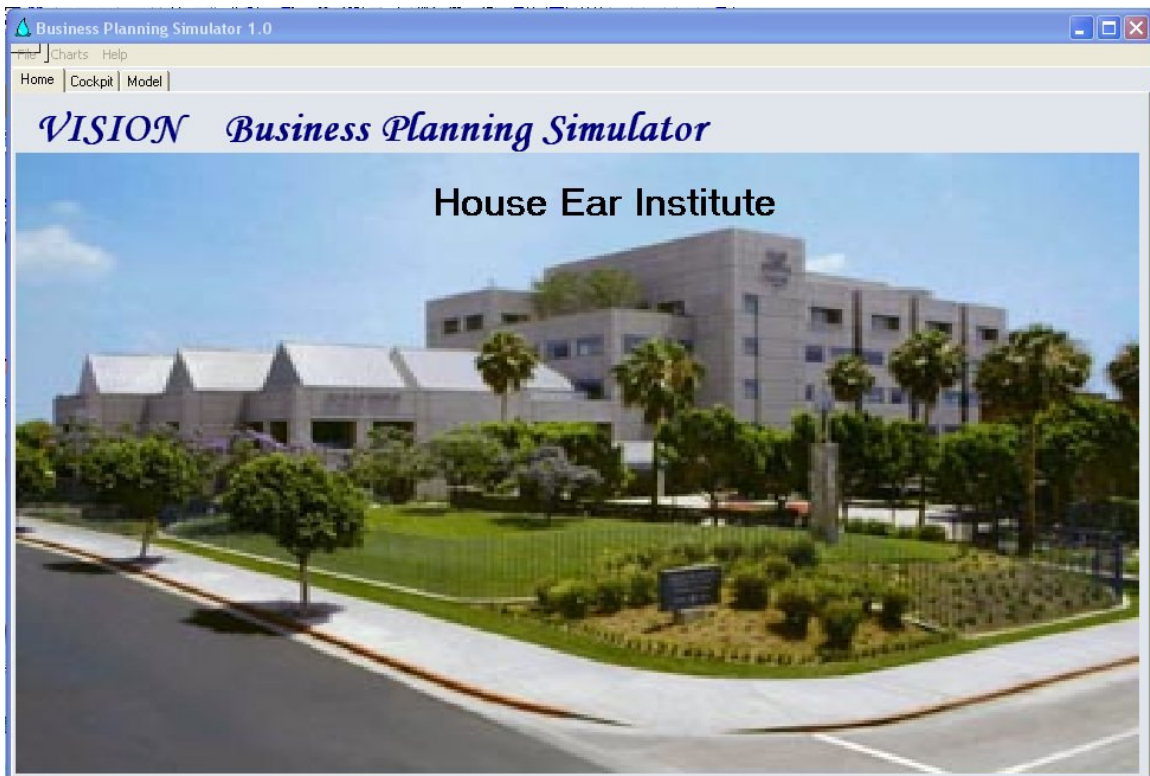 Business Planning Simulator 1.0
File Charts Help
Home Cockpit Model
VISION Business Planning Simulator
House Ear Institute